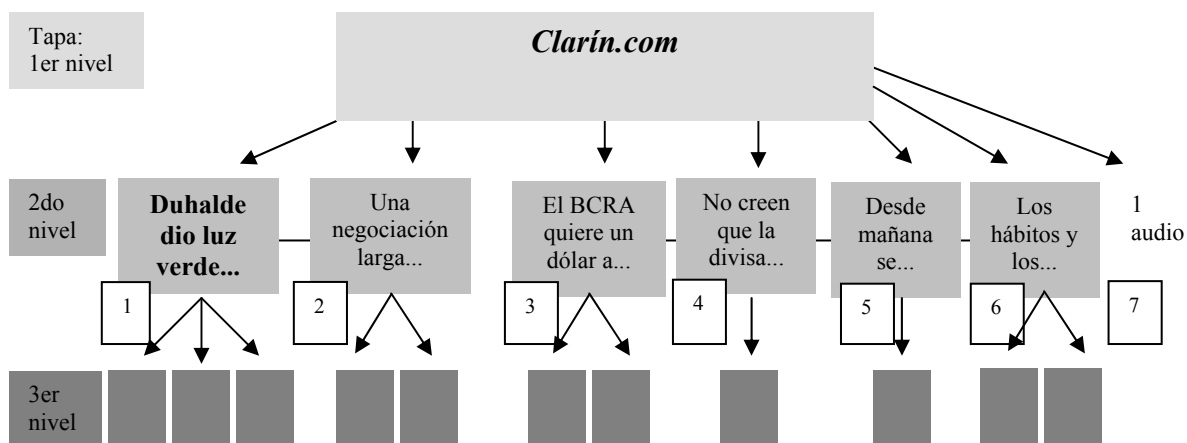 Tapa:
1er nivel
Clarín.com
2do
nivel
Duhalde
dio luz
verde...
Una
negociación
larga...
El BCRA
quiere un
dólar a...
No creen
que la
divisa...
Desde
mañana
se...
Los
hábitos y
los...
1
audio
1
2
3
4
5
6
7
3er
nivel